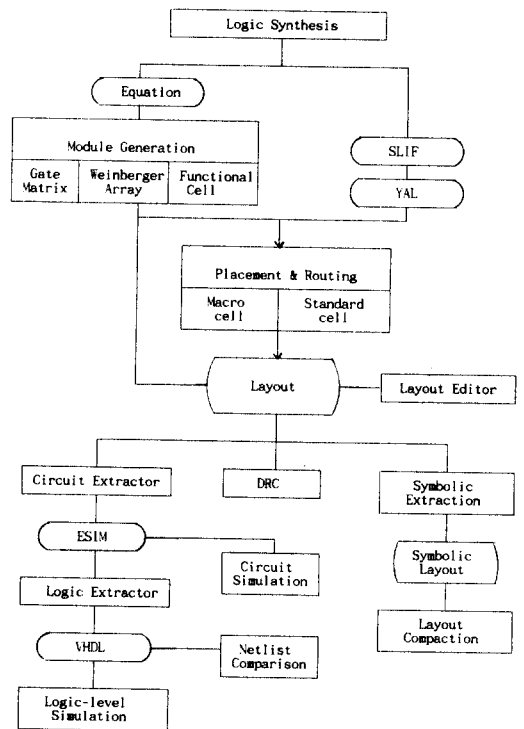 Logic Synthesis
Equation
Module Generation
Gate
Matrix
Weinberger
Array
Functional
Cell
SLIF
YAL
Placement & Routing
Macro
cell
Standard
cell
Layout
Layout Editor
Circuit Extractor
DRC
Symbolic
Extraction
ESIM
Circuit
Simulation
Symbolic
Layout
Logic Extractor
Layout
Compaction
VHDL
Netlist
Comparison
Logic-level
Simulation